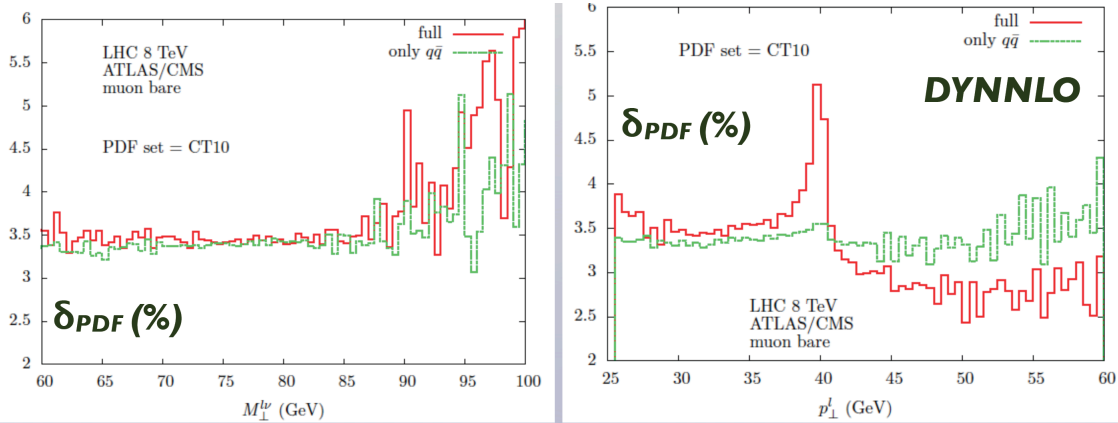 6
5.5
5
4.5
4
3.5
3
2.5
2
full
only qq̄
LHC 8 TeV
ATLAS/CMS
muon bare
PDF set = CT10
δPDF (%)
60 65 70 75 80 85 90 95 100
M⊥^lν (GeV)
6
5.5
5
4.5
4
3.5
3
2.5
2
full
only qq̄
PDF set = CT10
DYNNLO
δPDF (%)
LHC 8 TeV
ATLAS/CMS
muon bare
25 30 35 40 45 50 55 60
p⊥^l (GeV)